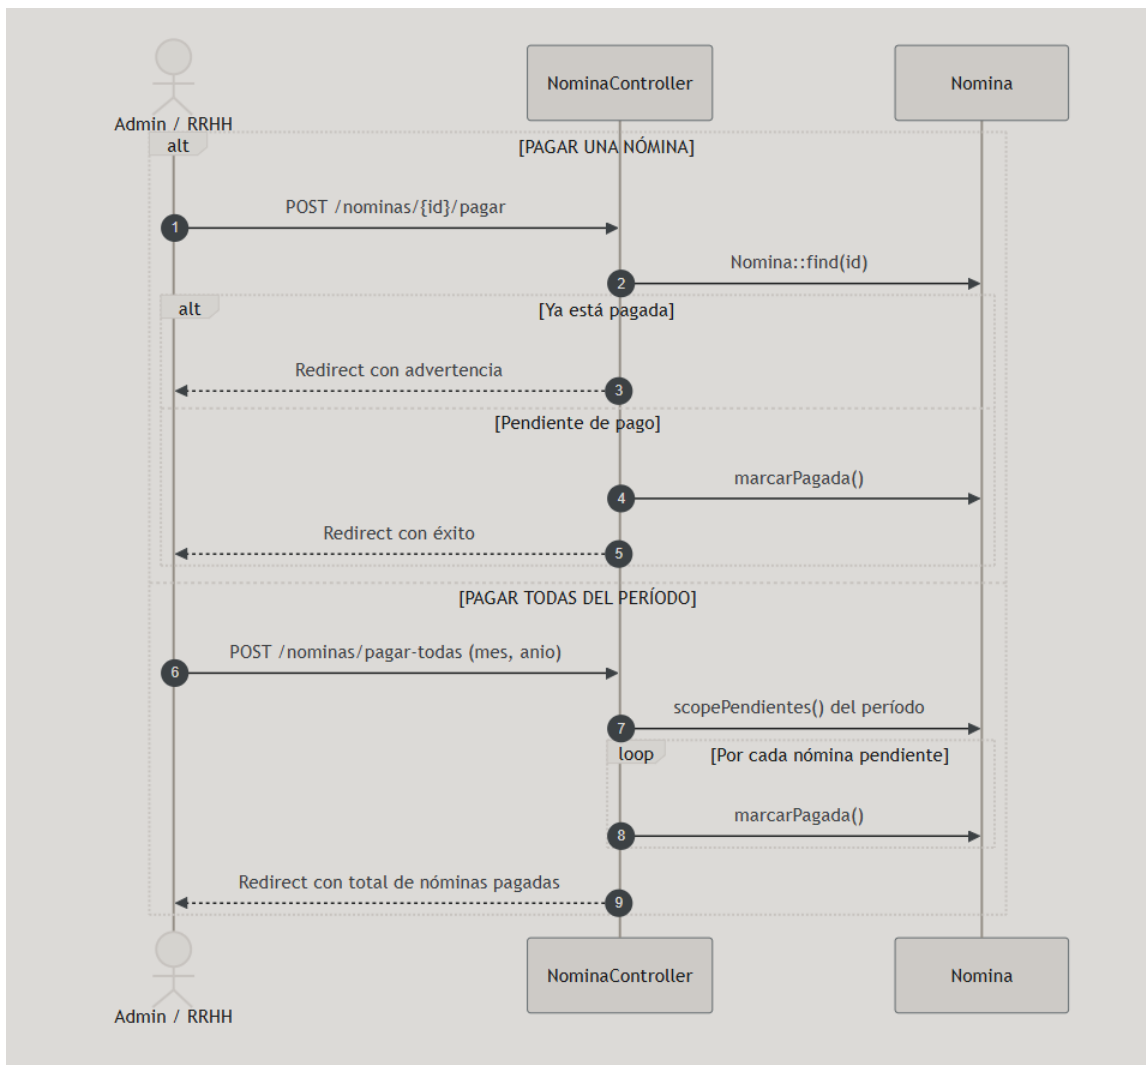 NominaController
Nomina
Admin / RRHH
alt
[PAGAR UNA NÓMINA]
POST /nominas/{id}/pagar
1
Nomina::find(id)
2
alt
[Ya está pagada]
Redirect con advertencia
3
[Pendiente de pago]
marcarPagada()
4
Redirect con éxito
5
[PAGAR TODAS DEL PERÍODO]
POST /nominas/pagar-todas (mes, anio)
6
scopePendientes() del período
7
loop
[Por cada nómina pendiente]
marcarPagada()
8
Redirect con total de nóminas pagadas
9
NominaController
Nomina
Admin / RRHH